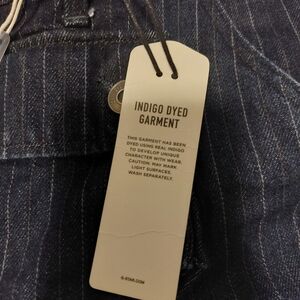 INDIGO DYED
GARMENT
THIS GARMENT HAS BEEN
DYED USING REAL INDIGO
TO DEVELOP UNIQUE
CHARACTER WITH WEAR.
CAUTION: MAY MARK
LIGHT SURFACES.
WASH SEPARATELY.
G-STAR.COM